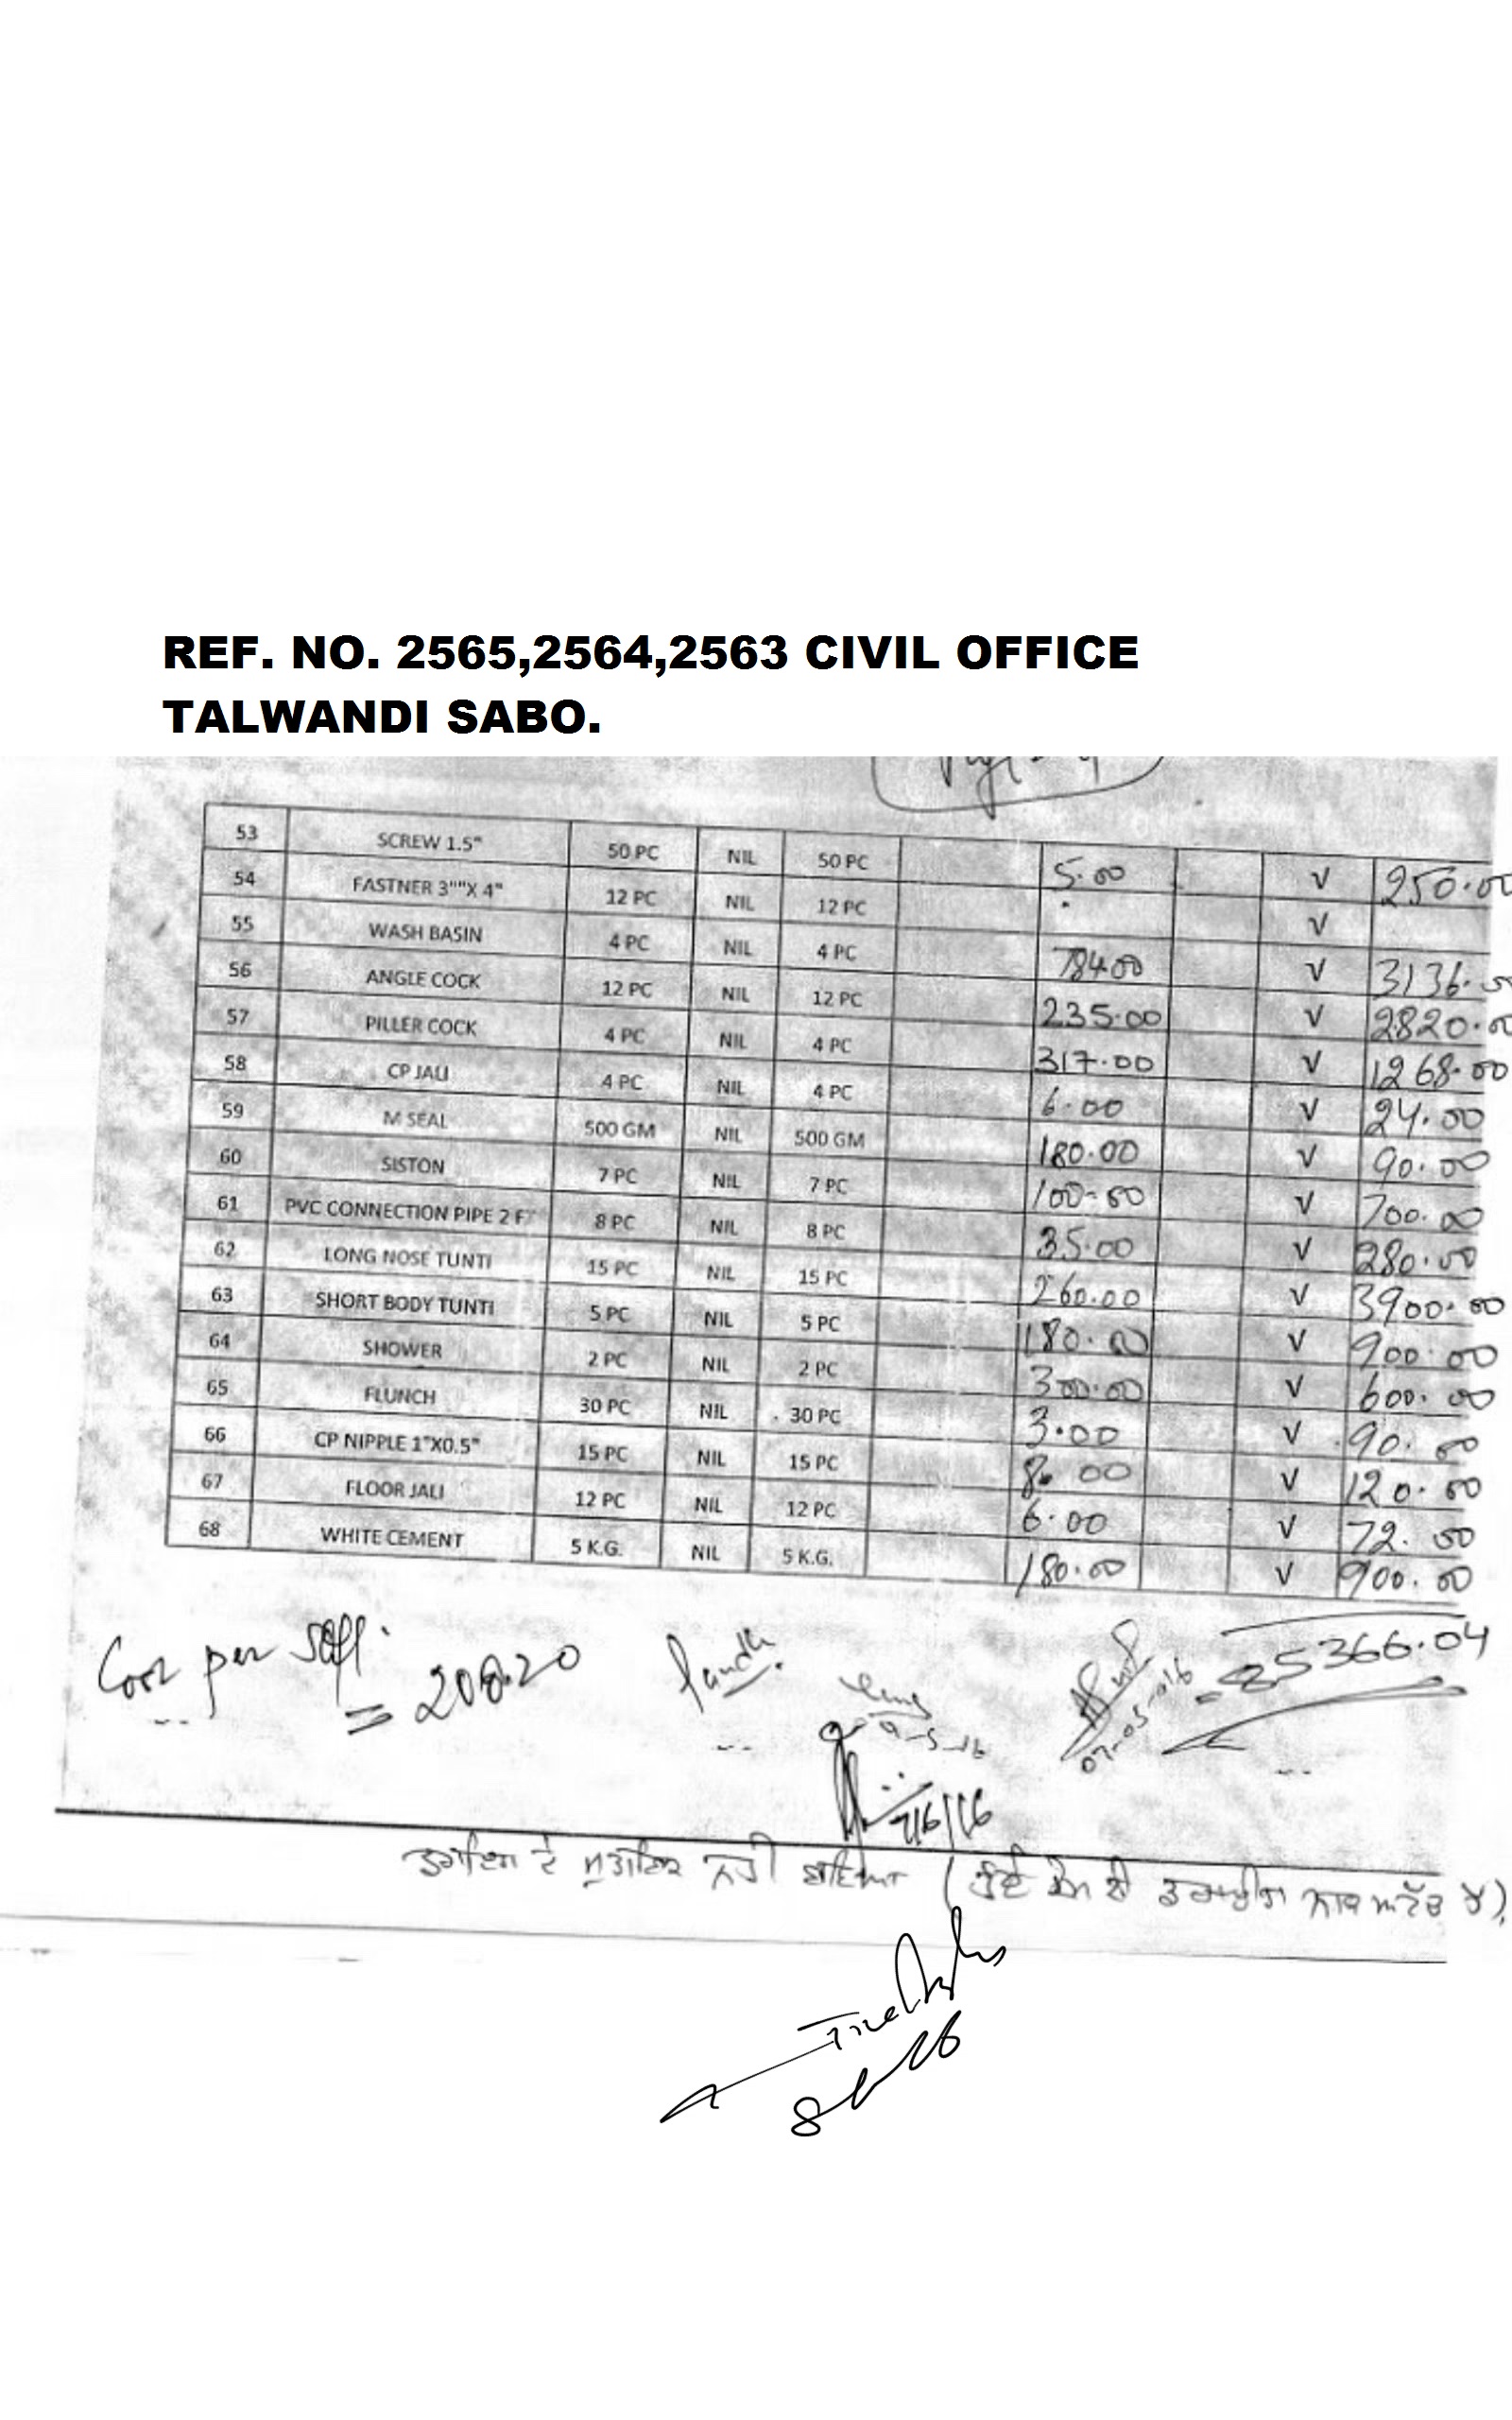 REF. NO. 2565,2564,2563 CIVIL OFFICE
TALWANDI SABO.
53 SCREW 1.5" 50 PC NIL 50 PC 5.00 √ 250.00
54 FASTNER 3""X 4" 12 PC NIL 12 PC √
55 WASH BASIN 4 PC NIL 4 PC 784.00 √ 3136.00
56 ANGLE COCK 12 PC NIL 12 PC 235.00 √ 2820.00
57 PILLER COCK 4 PC NIL 4 PC 317.00 √ 1268.00
58 CP JALI 4 PC NIL 4 PC 6.00 √ 24.00
59 M SEAL 500 GM NIL 500 GM 180.00 √ 90.00
60 SISTON 7 PC NIL 7 PC 100.00 √ 700.00
61 PVC CONNECTION PIPE 2 FT 8 PC NIL 8 PC 35.00 √ 280.00
62 LONG NOSE TUNTI 15 PC NIL 15 PC 260.00 √ 3900.00
63 SHORT BODY TUNTI 5 PC NIL 5 PC 180.00 √ 900.00
64 SHOWER 2 PC NIL 2 PC 300.00 √ 600.00
65 FLUNCH 30 PC NIL 30 PC 3.00 √ 90.00
66 CP NIPPLE 1"X0.5" 15 PC NIL 15 PC 8.00 √ 120.00
67 FLOOR JALI 12 PC NIL 12 PC 6.00 √ 72.00
68 WHITE CEMENT 5 K.G. NIL 5 K.G. 180.00 √ 900.00
per = 208.20 5366.04
9-5-16 07-05-016
7/6/16
ਦੇ ਮੁਤਾਬਿਕ ਨਹੀ